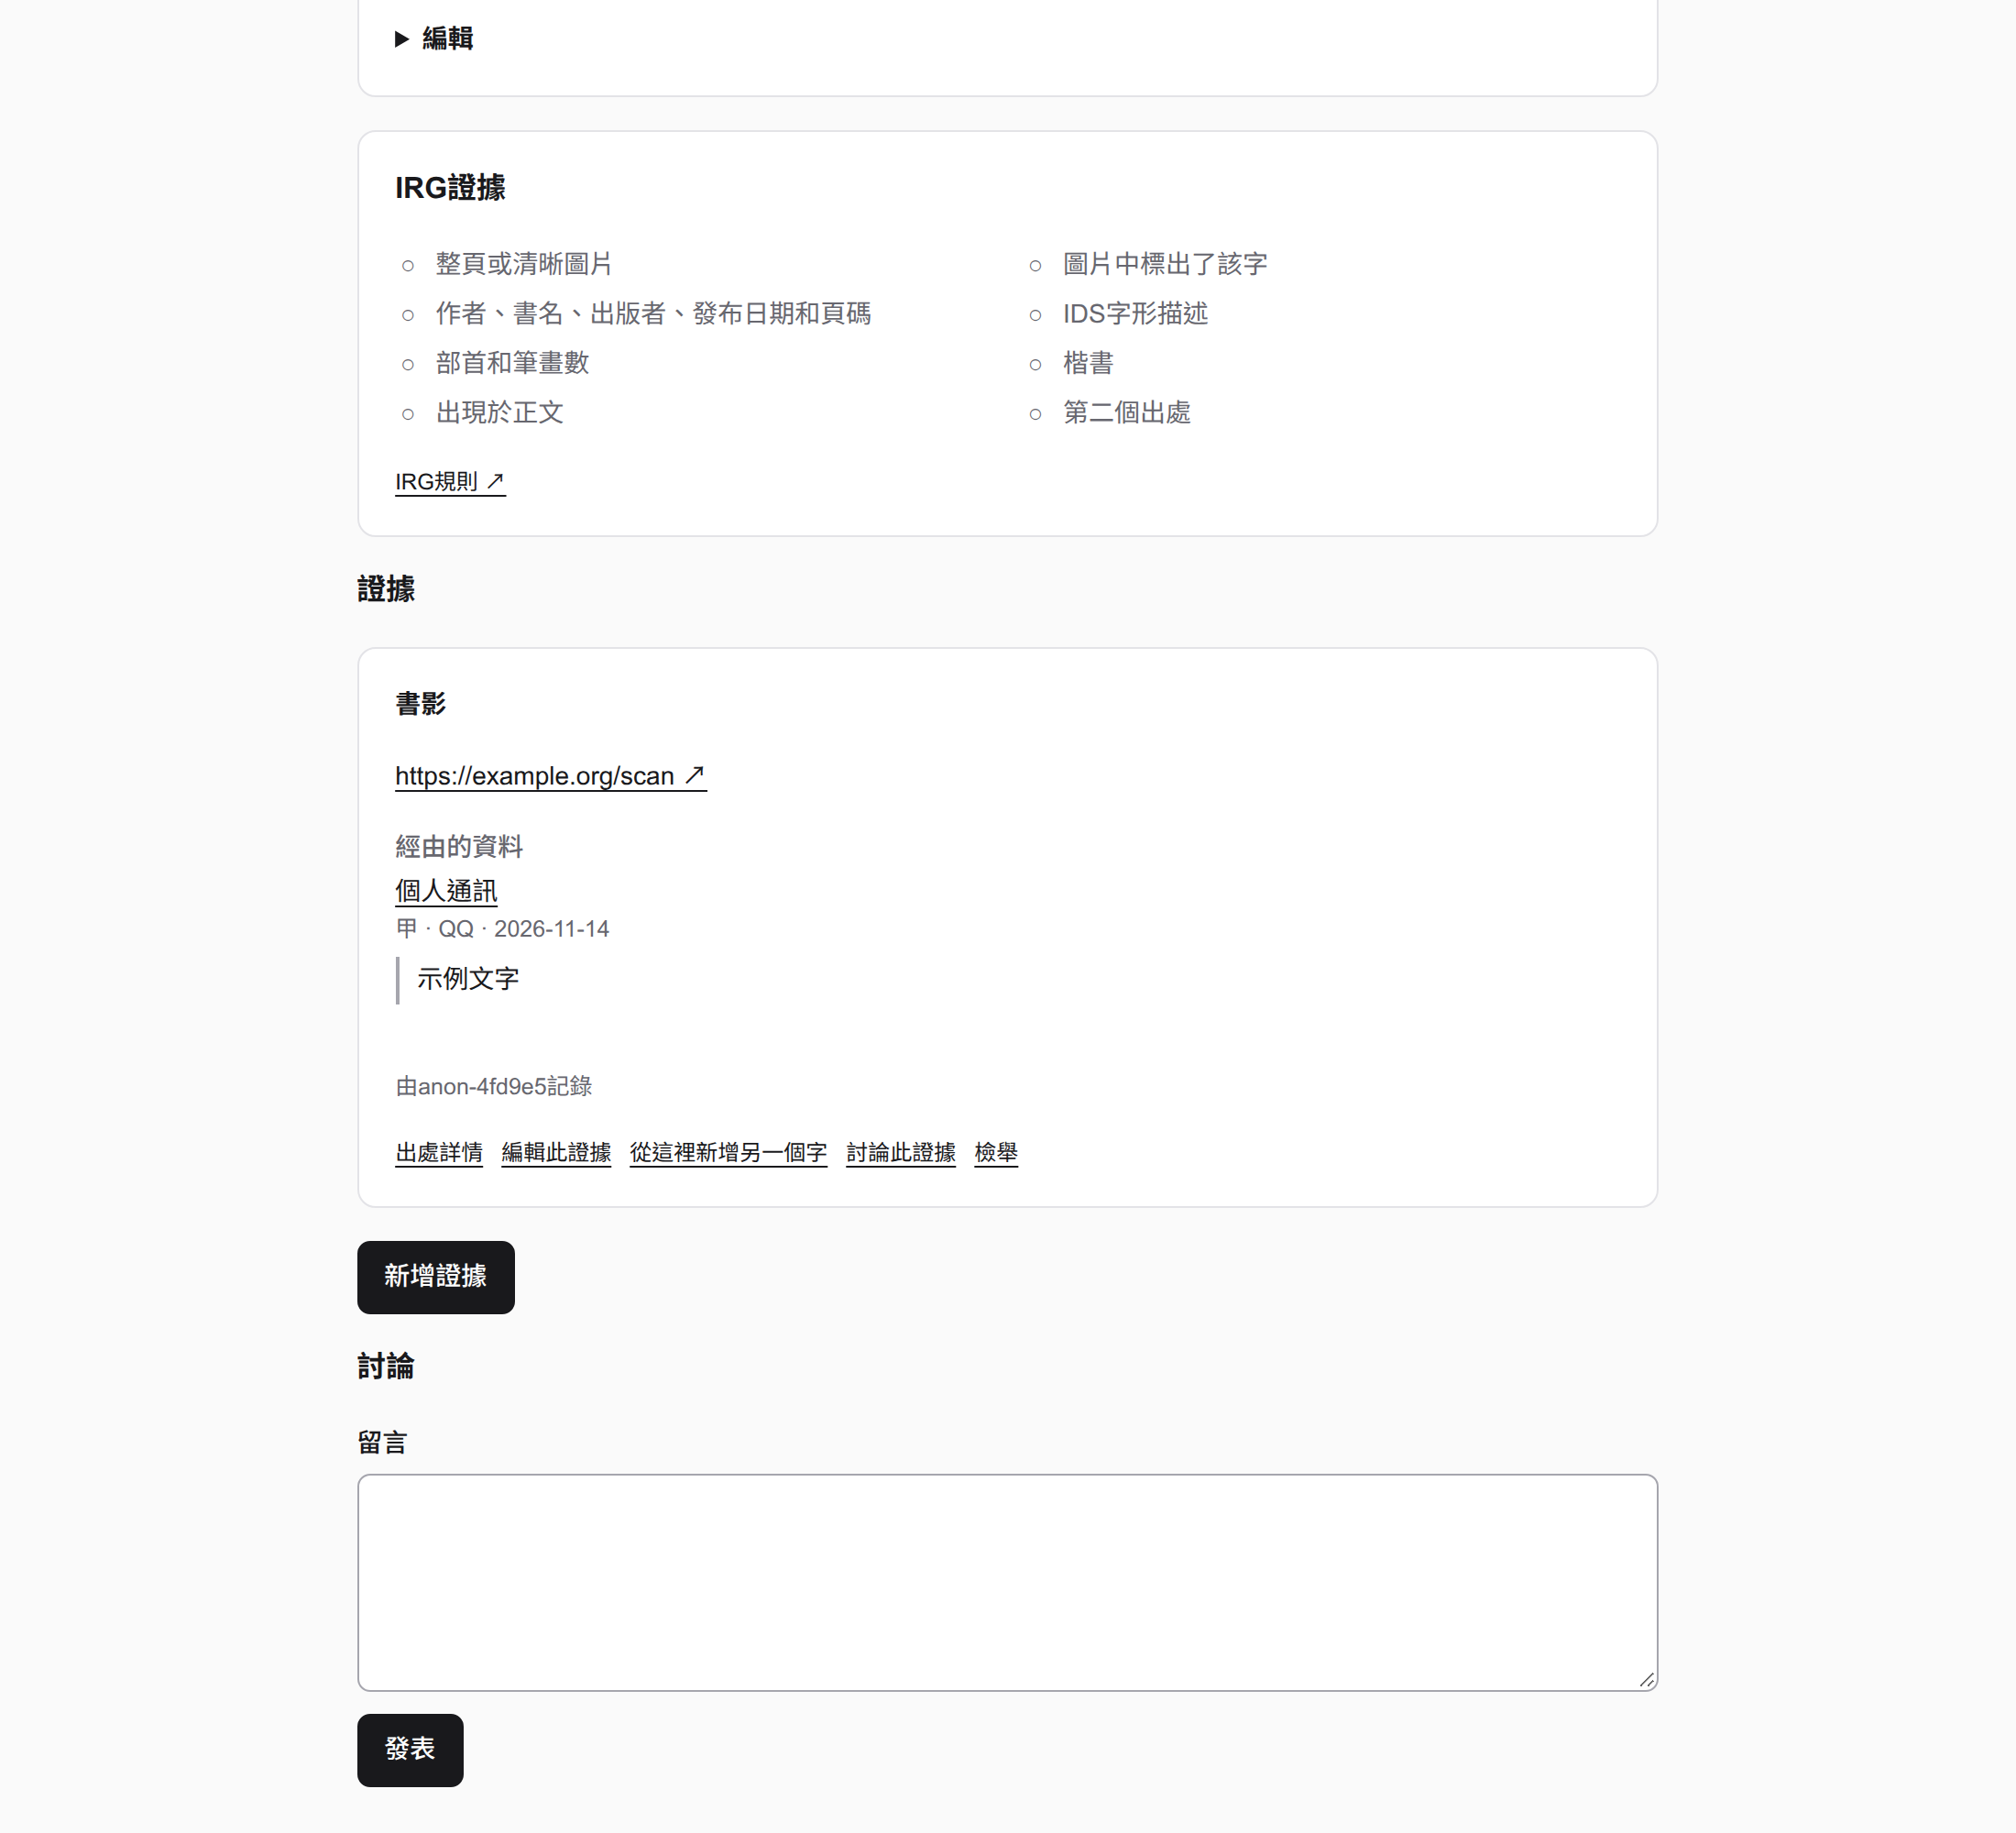 ▶ 編輯
IRG證據
○ 整頁或清晰圖片
○ 圖片中標出了該字
○ 作者、書名、出版者、發布日期和頁碼
○ IDS字形描述
○ 部首和筆畫數
○ 楷書
○ 出現於正文
○ 第二個出處
IRG規則 ↗
證據
書影
https://example.org/scan ↗
經由的資料
個人通訊
甲 · QQ · 2026-11-14
示例文字
由anon-4fd9e5記錄
出處詳情 編輯此證據 從這裡新增另一個字 討論此證據 檢舉
新增證據
討論
留言
發表